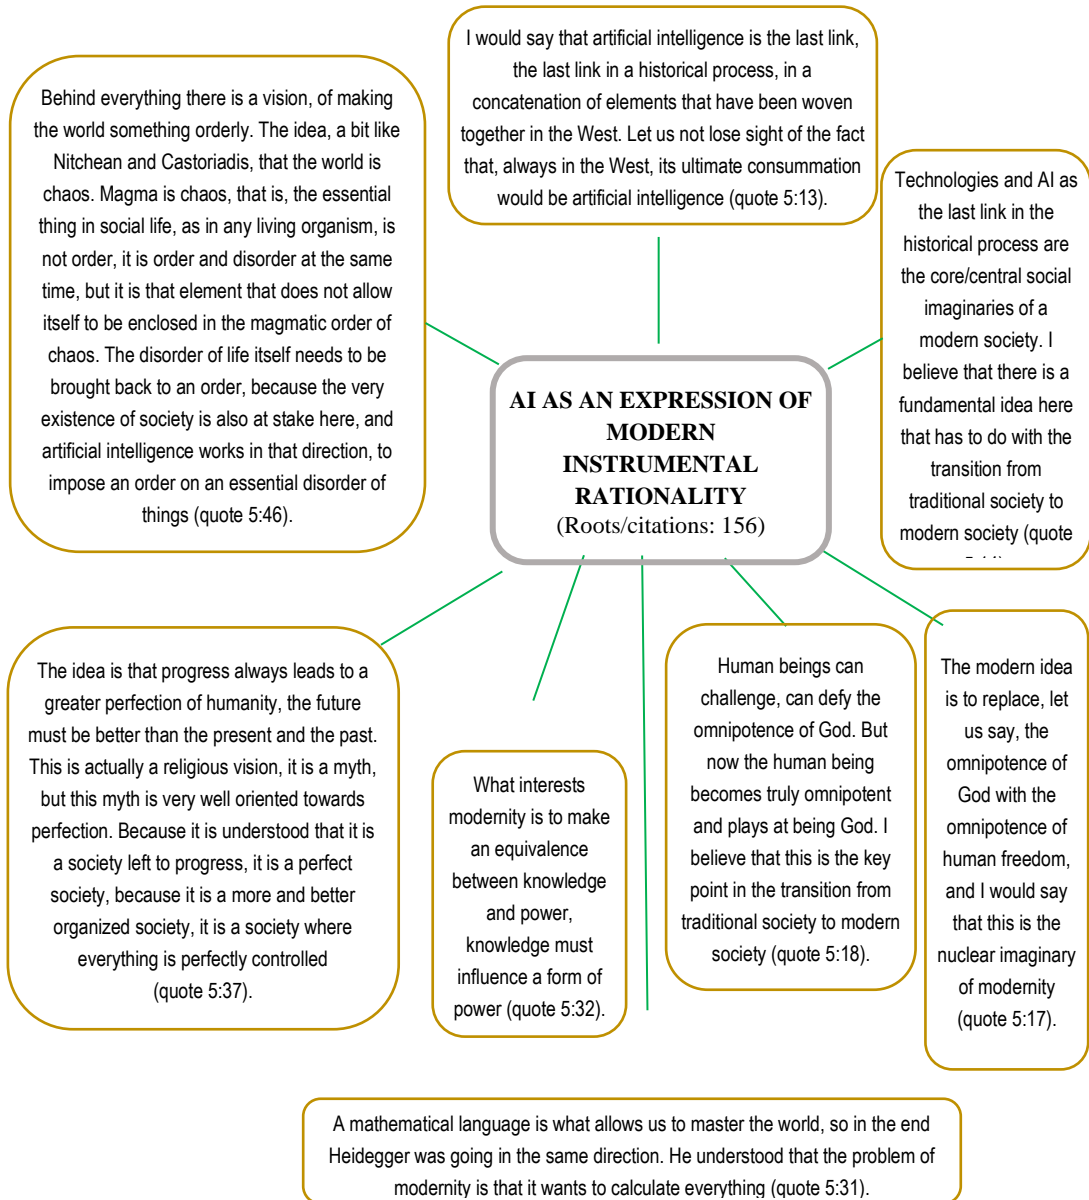 I would say that artificial intelligence is the last link,
the last link in a historical process, in a
concatenation of elements that have been woven
together in the West. Let us not lose sight of the fact
that, always in the West, its ultimate consummation
would be artificial intelligence (quote 5:13).
Behind everything there is a vision, of making
the world something orderly. The idea, a bit like
Nitchean and Castoriadis, that the world is
chaos. Magma is chaos, that is, the essential
thing in social life, as in any living organism, is
not order, it is order and disorder at the same
time, but it is that element that does not allow
itself to be enclosed in the magmatic order of
chaos. The disorder of life itself needs to be
brought back to an order, because the very
existence of society is also at stake here, and
artificial intelligence works in that direction, to
impose an order on an essential disorder of
things (quote 5:46).
Technologies and AI as
the last link in the
historical process are
the core/central social
imaginaries of a
modern society. I
believe that there is a
fundamental idea here
that has to do with the
transition from
traditional society to
modern society (quote
AI AS AN EXPRESSION OF
MODERN
INSTRUMENTAL
RATIONALITY
(Roots/citations: 156)
The idea is that progress always leads to a
greater perfection of humanity, the future
must be better than the present and the past.
This is actually a religious vision, it is a myth,
but this myth is very well oriented towards
perfection. Because it is understood that it is
a society left to progress, it is a perfect
society, because it is a more and better
organized society, it is a society where
everything is perfectly controlled
(quote 5:37).
What interests
modernity is to make
an equivalence
between knowledge
and power,
knowledge must
influence a form of
power (quote 5:32).
Human beings can
challenge, can defy the
omnipotence of God. But
now the human being
becomes truly omnipotent
and plays at being God. I
believe that this is the key
point in the transition from
traditional society to modern
society (quote 5:18).
The modern idea
is to replace, let
us say, the
omnipotence of
God with the
omnipotence of
human freedom,
and I would say
that this is the
nuclear imaginary
of modernity
(quote 5:17).
A mathematical language is what allows us to master the world, so in the end
Heidegger was going in the same direction. He understood that the problem of
modernity is that it wants to calculate everything (quote 5:31).